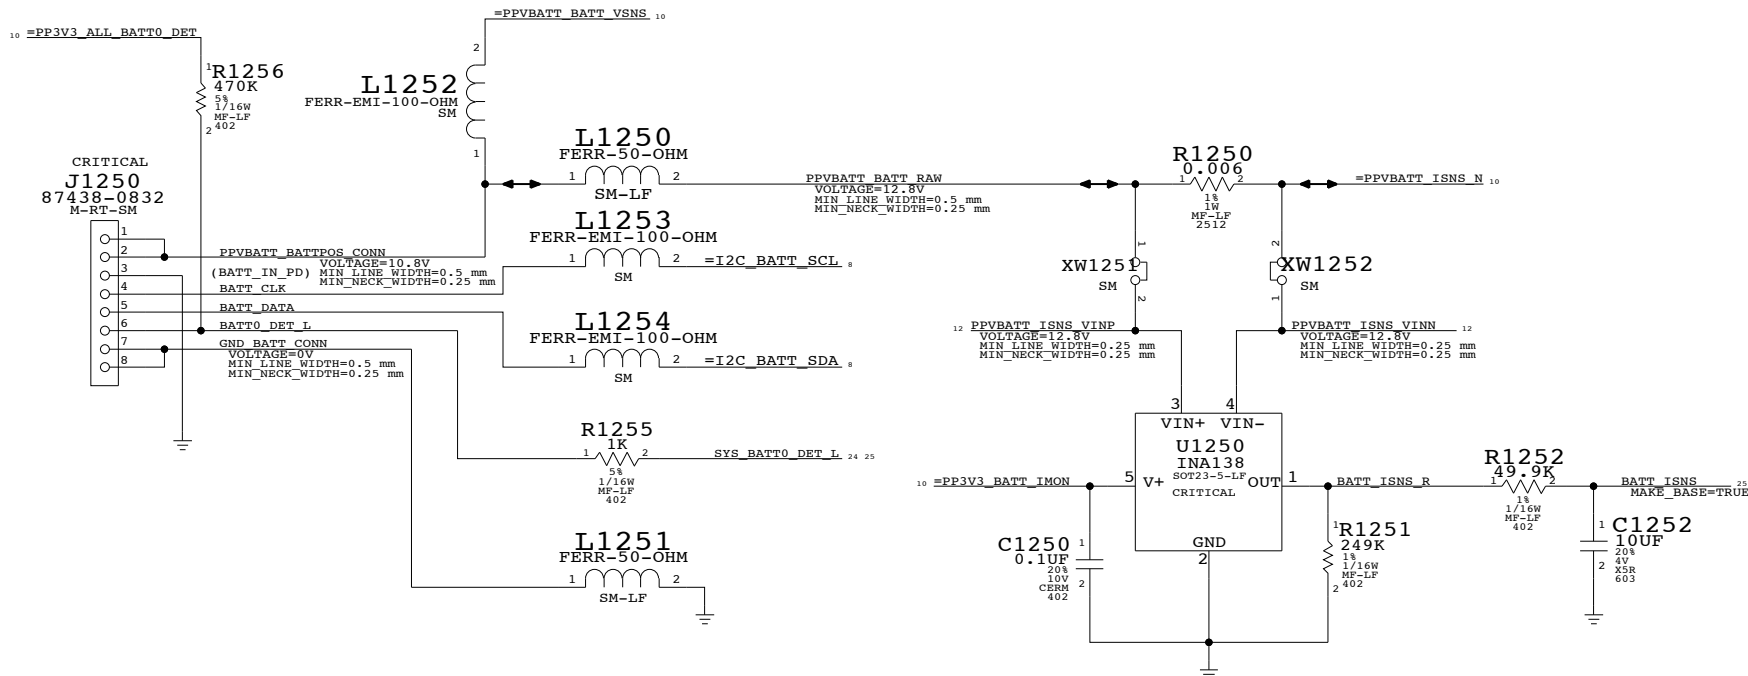 =PPVBATT_BATT_VSNS 10
10 =PP3V3_ALL_BATT0_DET
2
1
R1256
470K
5%
1/16W
MF-LF
402
2
L1252
FERR-EMI-100-OHM
SM
1
CRITICAL
J1250
87438-0832
M-RT-SM
1
2
3
4
5
6
7
8
PPVBATT_BATTPOS_CONN
VOLTAGE=10.8V
MIN_LINE_WIDTH=0.5 mm
MIN_NECK_WIDTH=0.25 mm
(BATT_IN_PD)
BATT_CLK
BATT_DATA
BATT0_DET_L
GND_BATT_CONN
VOLTAGE=0V
MIN_LINE_WIDTH=0.5 mm
MIN_NECK_WIDTH=0.25 mm
L1250
FERR-50-OHM
1 2
SM-LF
L1253
FERR-EMI-100-OHM
1 2
SM
=I2C_BATT_SCL 8
L1254
FERR-EMI-100-OHM
1 2
SM
=I2C_BATT_SDA 8
R1255
1K
1 2
5%
1/16W
MF-LF
402
SYS_BATT0_DET_L 24 25
L1251
FERR-50-OHM
1 2
SM-LF
PPVBATT_BATT_RAW
VOLTAGE=12.8V
MIN_LINE_WIDTH=0.5 mm
MIN_NECK_WIDTH=0.25 mm
R1250
0.006
1 2
1%
1W
MF-LF
2512
=PPVBATT_ISNS_N 10
1
XW1251
SM
2
2
XW1252
SM
1
12 PPVBATT_ISNS_VINP
VOLTAGE=12.8V
MIN_LINE_WIDTH=0.25 mm
MIN_NECK_WIDTH=0.25 mm
PPVBATT_ISNS_VINN 12
VOLTAGE=12.8V
MIN_LINE_WIDTH=0.25 mm
MIN_NECK_WIDTH=0.25 mm
3 4
VIN+ VIN-
U1250
INA138
SOT23-5-LF
CRITICAL
5 V+
OUT 1
GND
2
10 =PP3V3_BATT_IMON
C1250
0.1UF
20%
10V
CERM
402
1
2
BATT_ISNS_R
1
R1251
249K
1%
1/16W
MF-LF
402
2
R1252
49.9K
1 2
1%
1/16W
MF-LF
402
BATT_ISNS 25
MAKE_BASE=TRUE
1
C1252
10UF
20%
4V
X5R
603
2